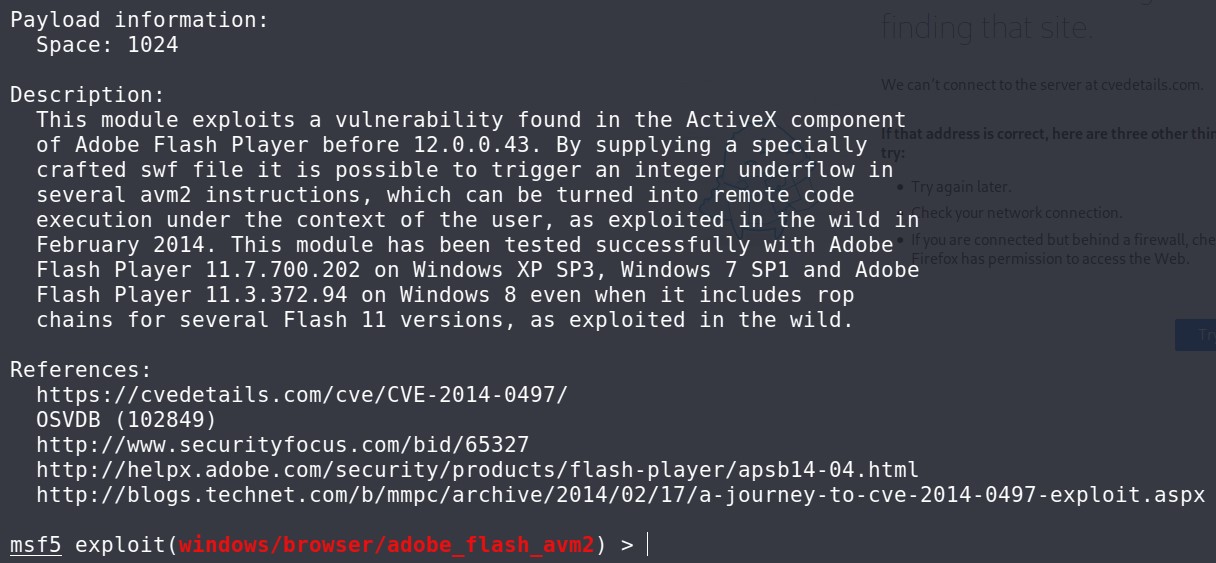 Payload information:
Space: 1024
Description:
This module exploits a vulnerability found in the ActiveX component
of Adobe Flash Player before 12.0.0.43. By supplying a specially
crafted swf file it is possible to trigger an integer underflow in
several avm2 instructions, which can be turned into remote code
execution under the context of the user, as exploited in the wild in
February 2014. This module has been tested successfully with Adobe
Flash Player 11.7.700.202 on Windows XP SP3, Windows 7 SP1 and Adobe
Flash Player 11.3.372.94 on Windows 8 even when it includes rop
chains for several Flash 11 versions, as exploited in the wild.
References:
https://cvedetails.com/cve/CVE-2014-0497/
OSVDB (102849)
http://www.securityfocus.com/bid/65327
http://helpx.adobe.com/security/products/flash-player/apsb14-04.html
http://blogs.technet.com/b/mmpc/archive/2014/02/17/a-journey-to-cve-2014-0497-exploit.aspx
msf5 exploit(windows/browser/adobe_flash_avm2) >
finding that site.
We can't connect to the server at cvedetails.com.
If that address is correct, here are three other
try:
• Try again later.
• Check your network connection.
• If you are connected but behind a firewall,
Firefox has permission to access the Web.